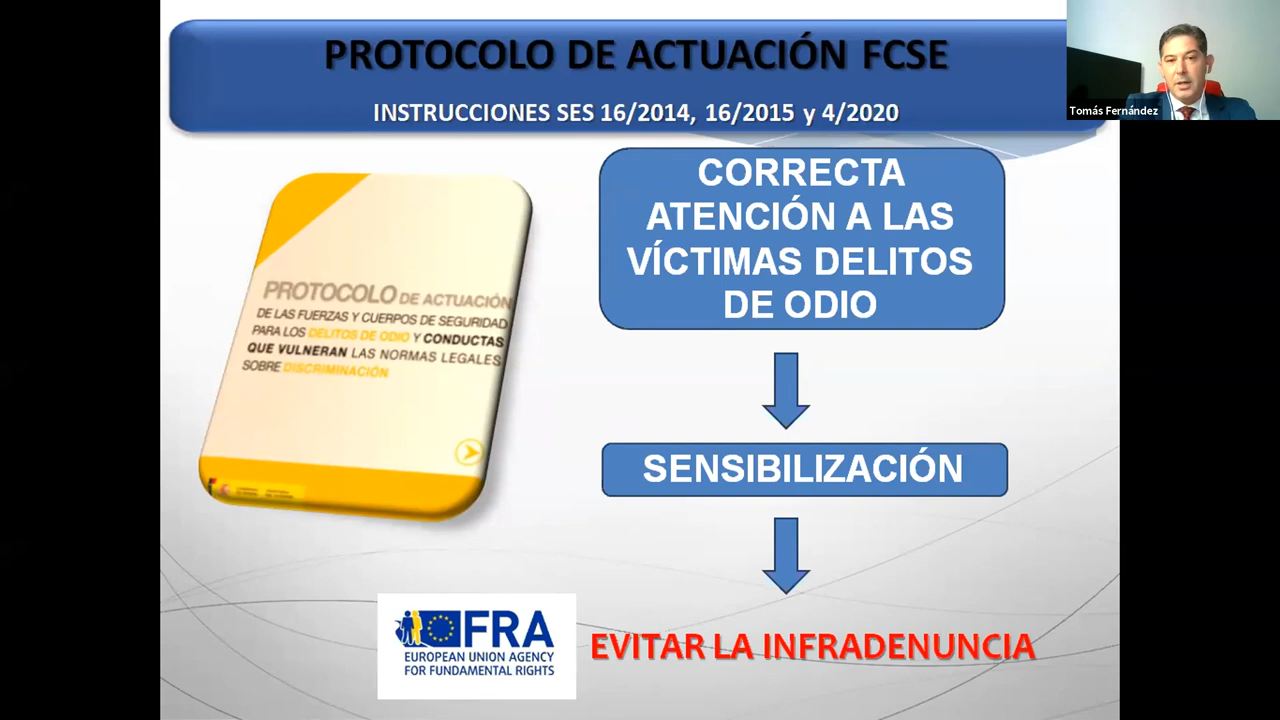 PROTOCOLO DE ACTUACIÓN FCSE
INSTRUCCIONES SES 16/2014, 16/2015 y 4/2020
Tomás Fernández
PROTOCOLO DE ACTUACIÓN
DE LAS FUERZAS Y CUERPOS DE SEGURIDAD
PARA LOS DELITOS DE ODIO Y CONDUCTAS
QUE VULNERAN LAS NORMAS LEGALES
SOBRE DISCRIMINACIÓN
CORRECTA
ATENCIÓN A LAS
VÍCTIMAS DELITOS
DE ODIO
SENSIBILIZACIÓN
FRA
EUROPEAN UNION AGENCY
FOR FUNDAMENTAL RIGHTS
EVITAR LA INFRADENUNCIA